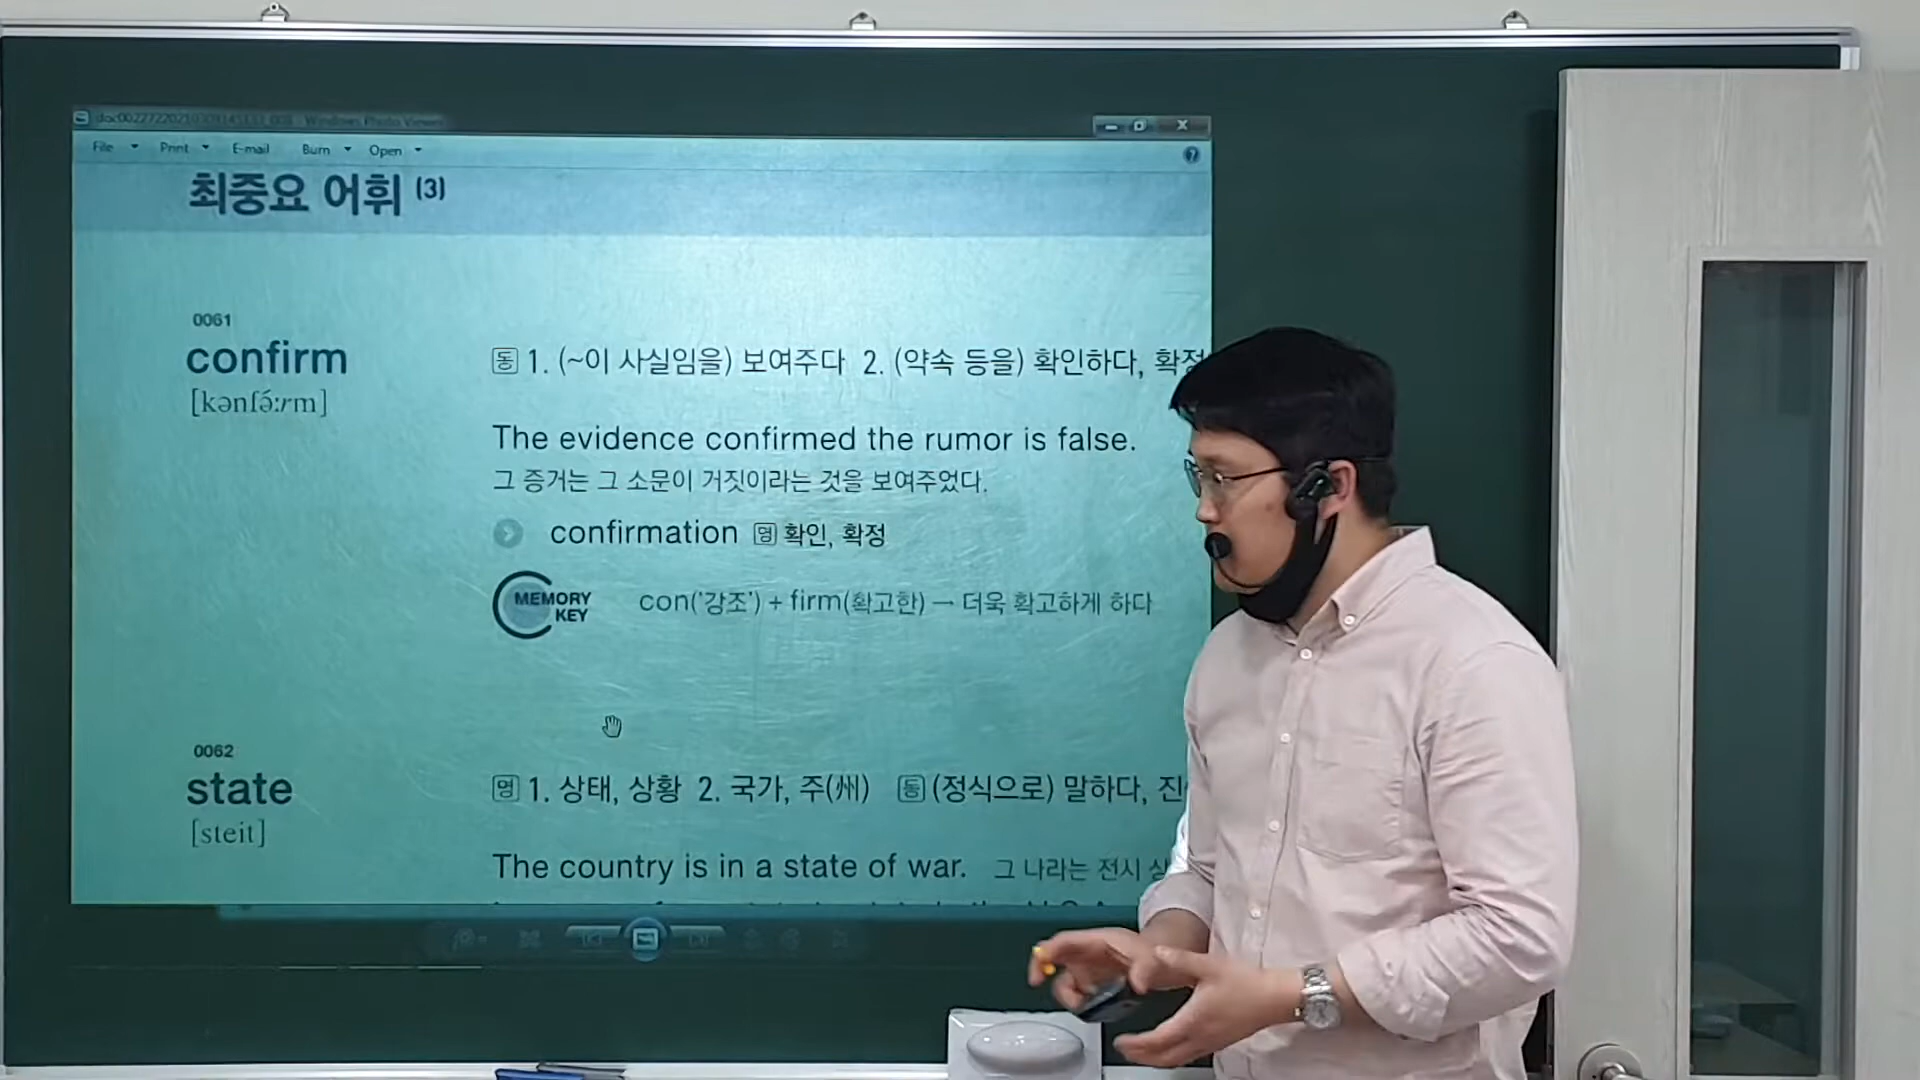 Windows Photo Viewer
File Print E-mail Burn Open
최중요 어휘 (3)
0061
confirm
[kənfə́ːrm]
동 1. (~이 사실임을) 보여주다 2. (약속 등을) 확인하다,
The evidence confirmed the rumor is false.
그 증거는 그 소문이 거짓이라는 것을 보여주었다.
confirmation 명 확인, 확정
MEMORY KEY con('강조') + firm(확고한) → 더욱 확고하게 하다
0062
state
[steit]
명 1. 상태, 상황 2. 국가, 주(州) 동 (정식으로) 말하다,
The country is in a state of war. 그 나라는 전시